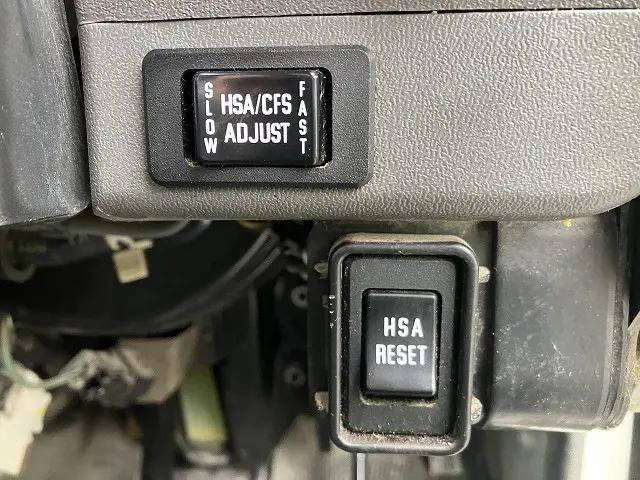 SLOW
HSA/CFS
ADJUST
FAST
HSA
RESET